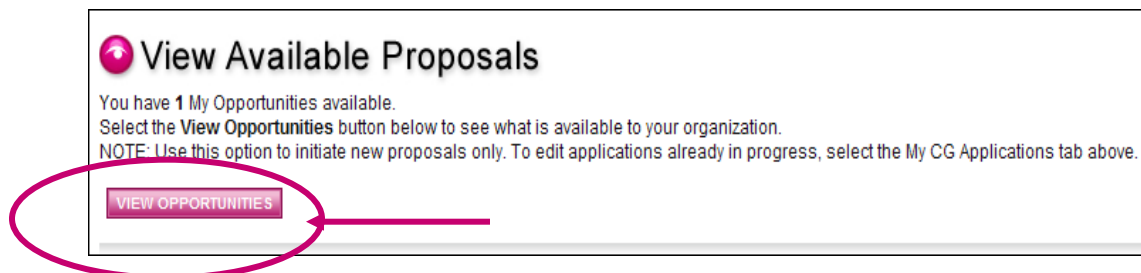 View Available Proposals
You have 1 My Opportunities available.
Select the View Opportunities button below to see what is available to your organization.
NOTE: Use this option to initiate new proposals only. To edit applications already in progress, select the My CG Applications tab above.
VIEW OPPORTUNITIES